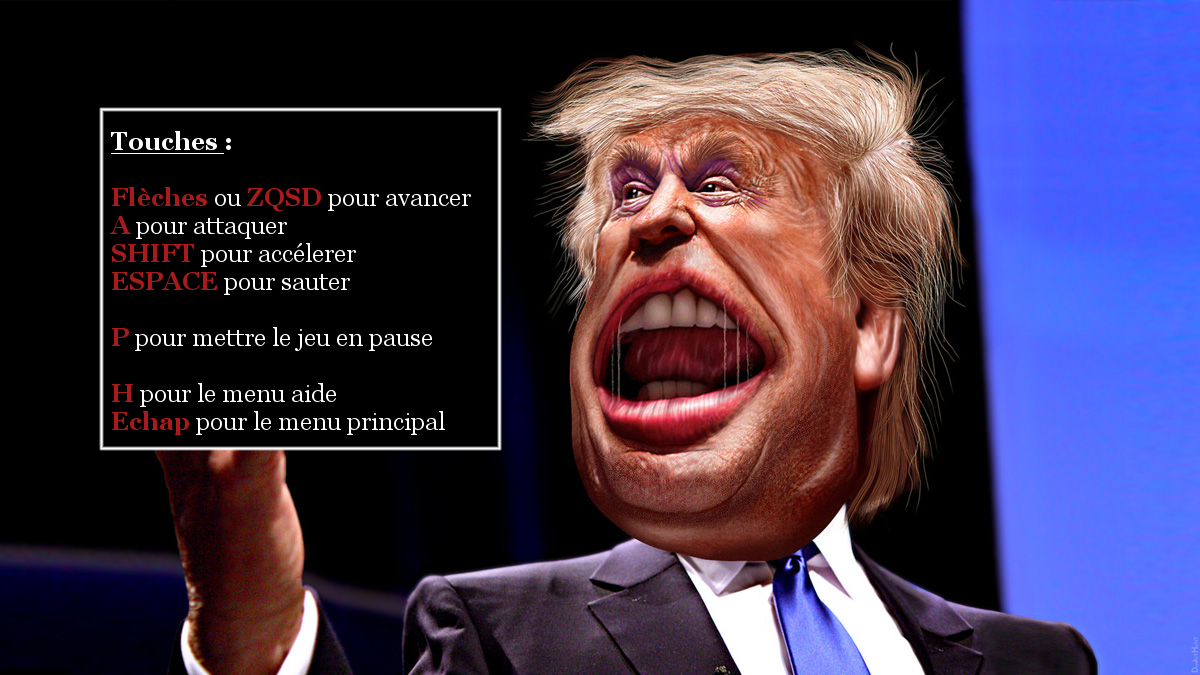 Touches :
Flèches ou ZQSD pour avancer
A pour attaquer
SHIFT pour accélerer
ESPACE pour sauter
P pour mettre le jeu en pause
H pour le menu aide
Echap pour le menu principal